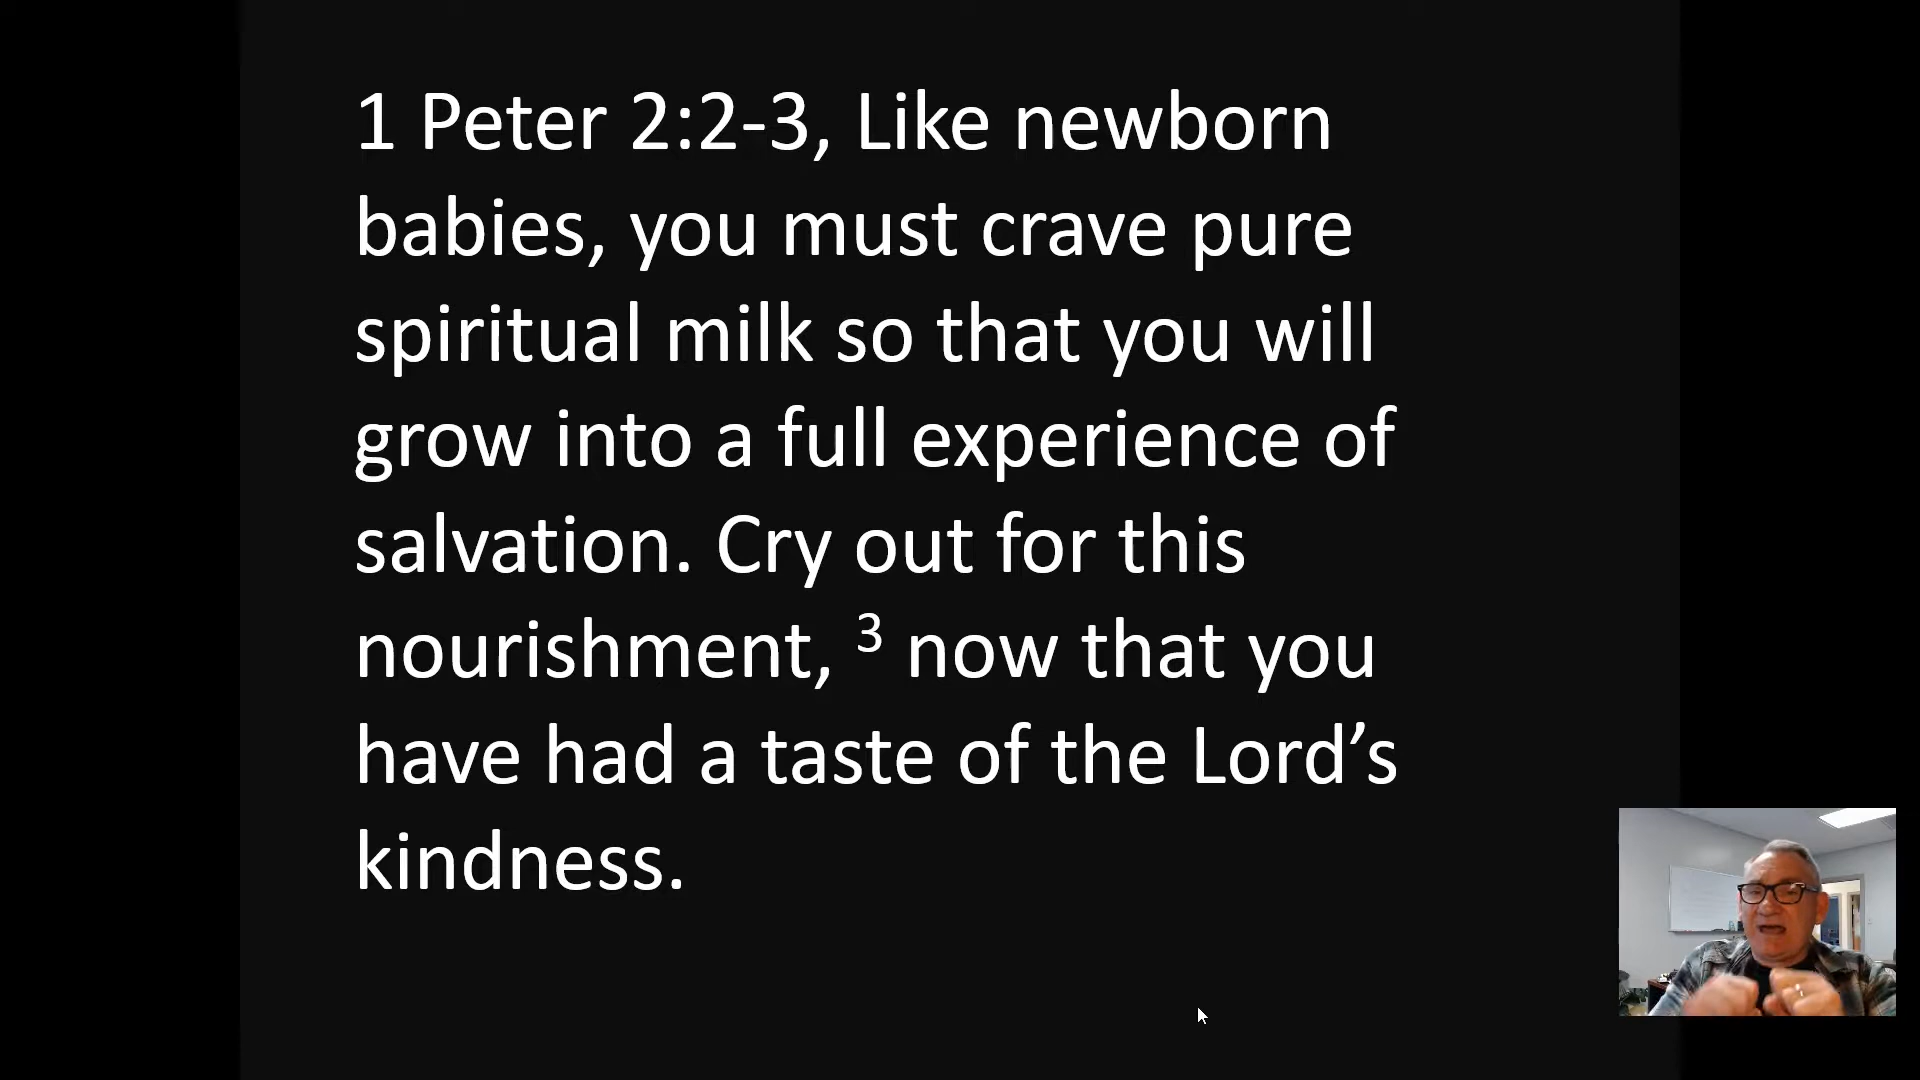 1 Peter 2:2-3, Like newborn
babies, you must crave pure
spiritual milk so that you will
grow into a full experience of
salvation. Cry out for this
nourishment, ³ now that you
have had a taste of the Lord’s
kindness.